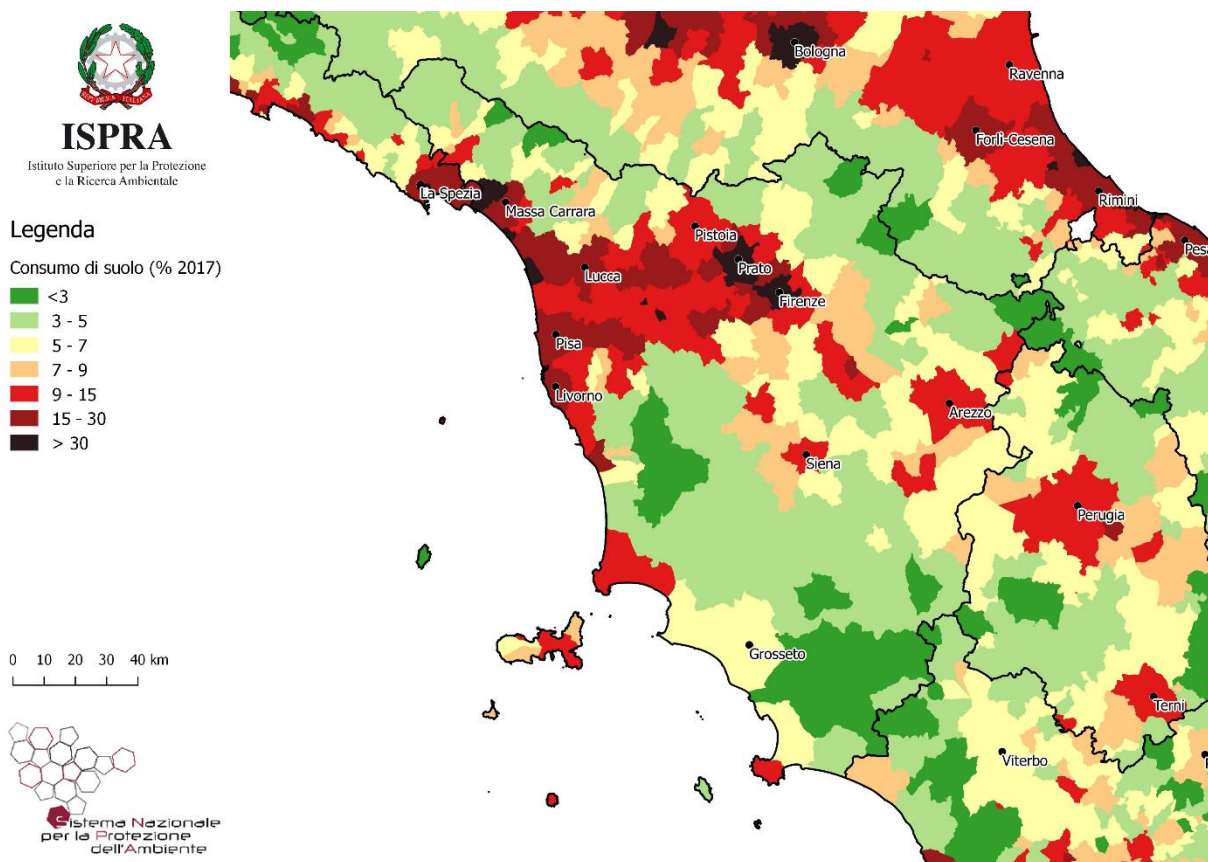 REPVBBLICA ITALIANA
ISPRA
Istituto Superiore per la Protezione
e la Ricerca Ambientale
Legenda
Consumo di suolo (% 2017)
<3
3 - 5
5 - 7
7 - 9
9 - 15
15 - 30
> 30
0 10 20 30 40 km
Sistema Nazionale
per la Protezione
dell'Ambiente
Bologna
Ravenna
Forlì-Cesena
Rimini
La Spezia
Massa Carrara
Pistoia
Pesa
Prato
Lucca
Firenze
Pisa
Livorno
Arezzo
Siena
Perugia
Grosseto
Terni
Viterbo